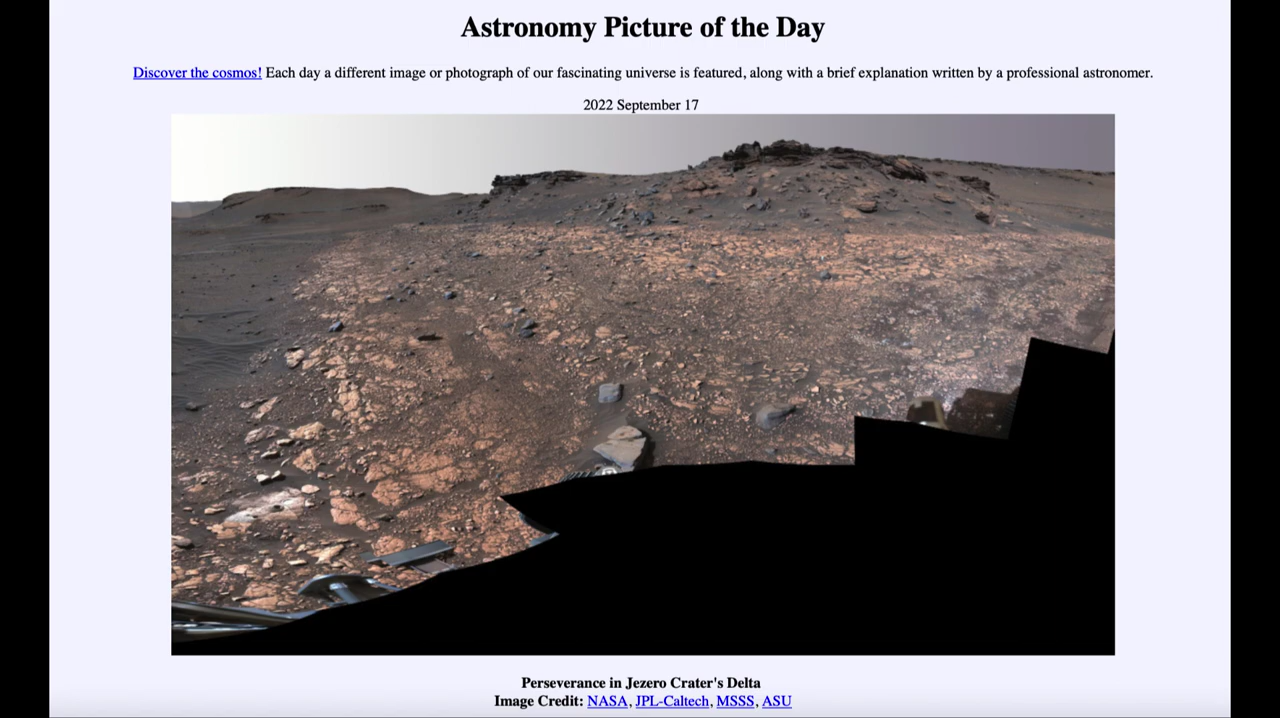 Astronomy Picture of the Day
Discover the cosmos! Each day a different image or photograph of our fascinating universe is featured, along with a brief explanation written by a professional astronomer.
2022 September 17
Perseverance in Jezero Crater's Delta
Image Credit: NASA, JPL-Caltech, MSSS, ASU